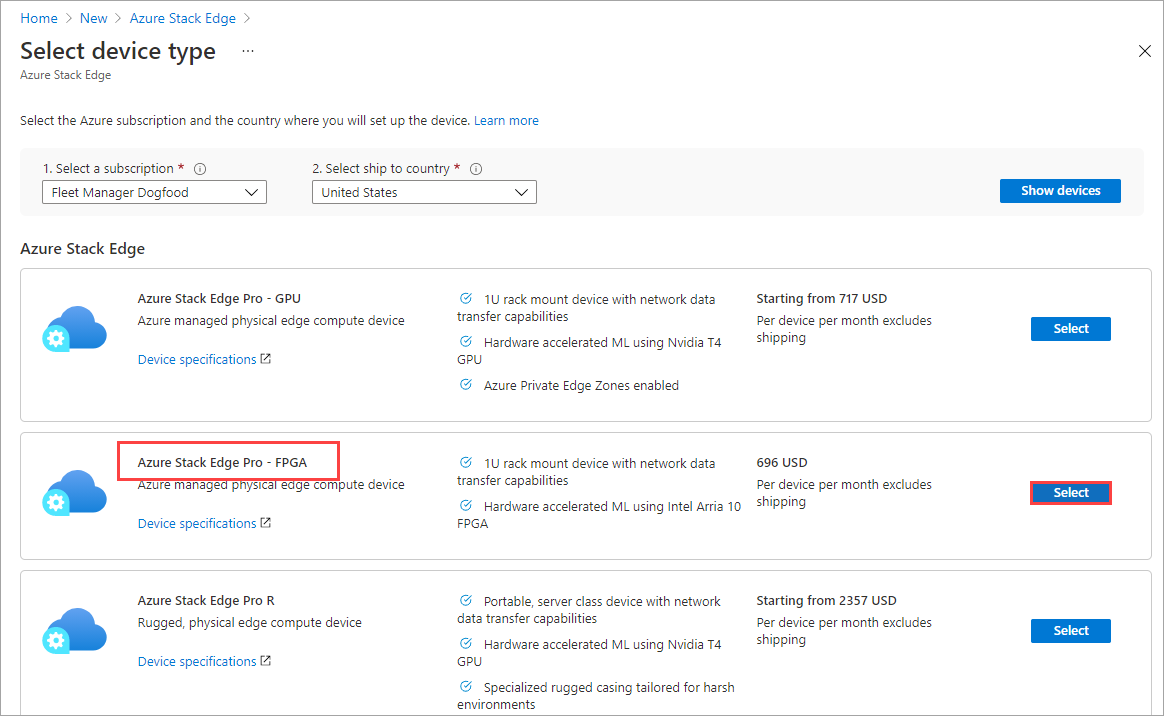 Home > New > Azure Stack Edge >
Select device type ...
Azure Stack Edge
Select the Azure subscription and the country where you will set up the device. Learn more
1. Select a subscription *
2. Select ship to country *
Fleet Manager Dogfood
United States
Show devices
Azure Stack Edge
Azure Stack Edge Pro - GPU
Azure managed physical edge compute device
Device specifications
1U rack mount device with network data
transfer capabilities
Hardware accelerated ML using Nvidia T4
GPU
Azure Private Edge Zones enabled
Starting from 717 USD
Per device per month excludes
shipping
Select
Azure Stack Edge Pro - FPGA
Azure managed physical edge compute device
Device specifications
1U rack mount device with network data
transfer capabilities
Hardware accelerated ML using Intel Arria 10
FPGA
696 USD
Per device per month excludes
shipping
Select
Azure Stack Edge Pro R
Rugged, physical edge compute device
Device specifications
Portable, server class device with network
data transfer capabilities
Hardware accelerated ML using Nvidia T4
GPU
Specialized rugged casing tailored for harsh
environments
Starting from 2357 USD
Per device per month excludes
shipping
Select